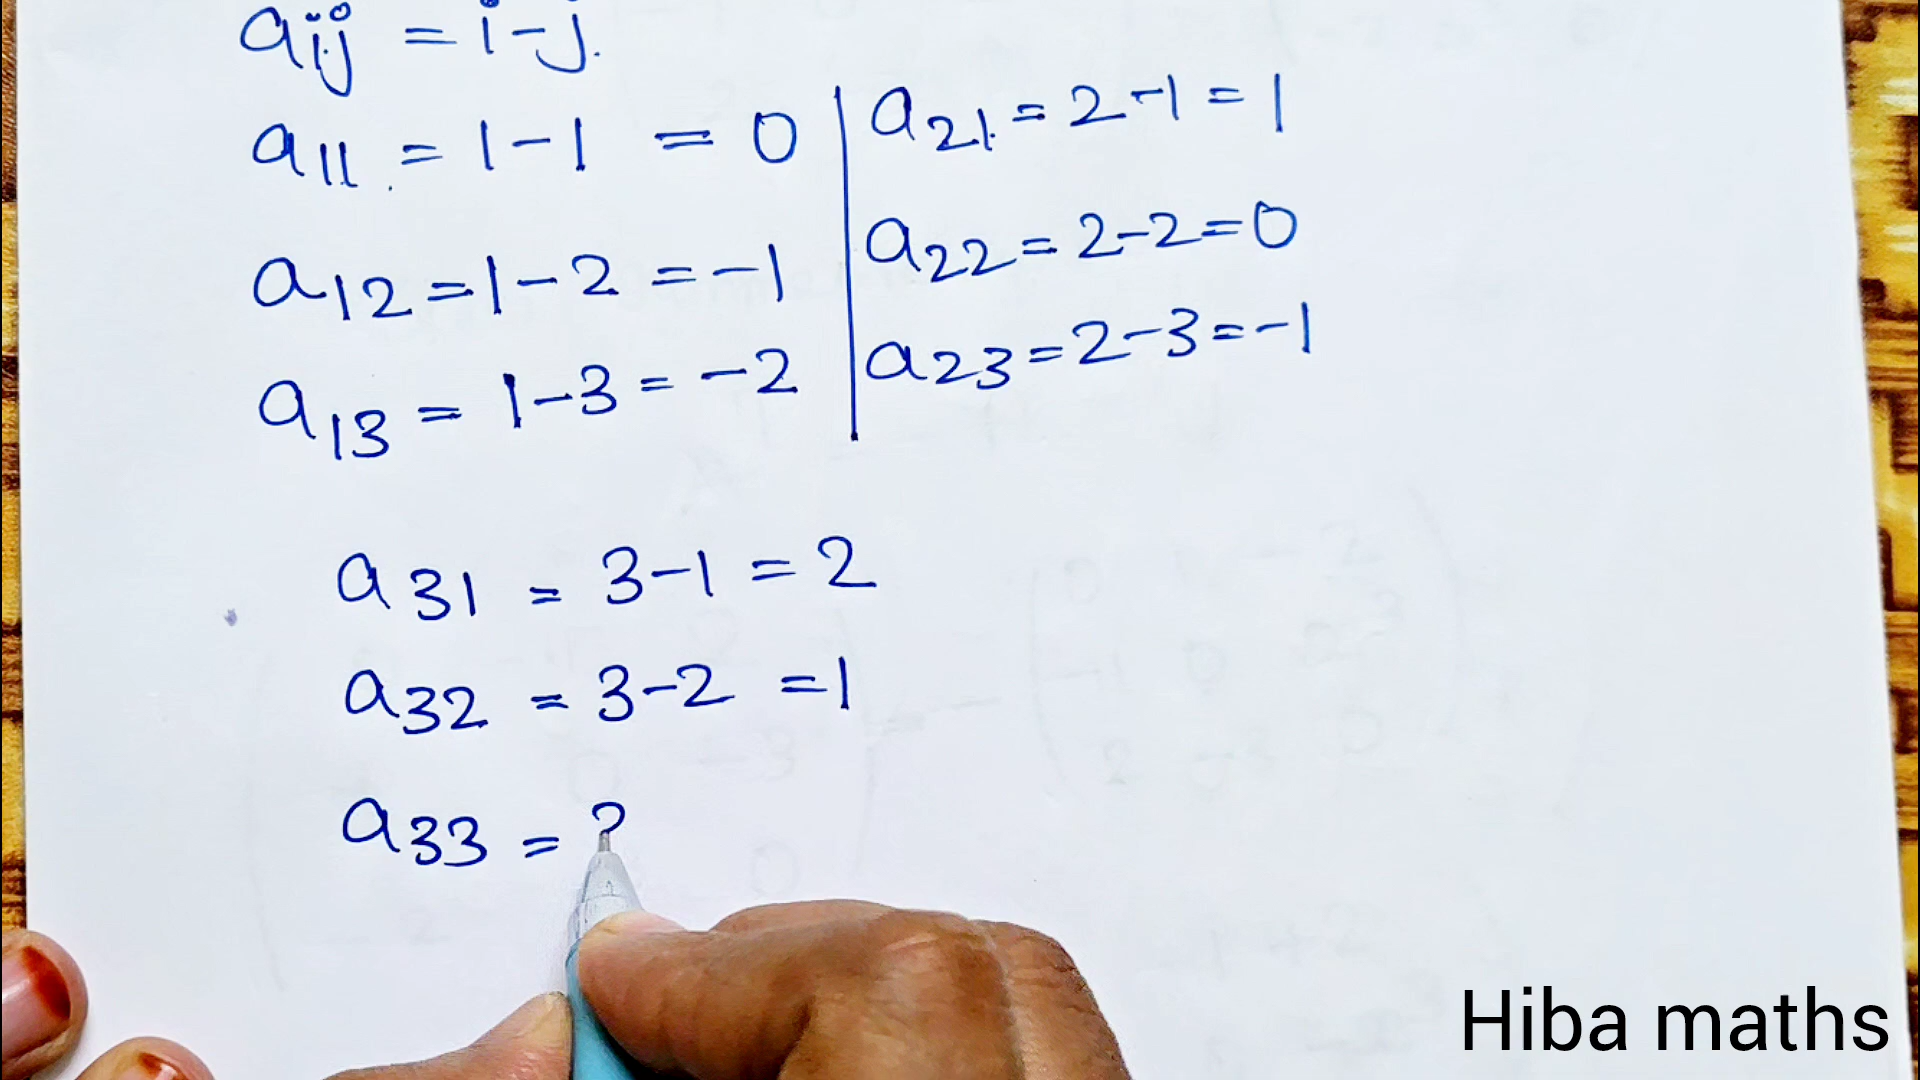 aij = i-j.
a11 = 1-1 = 0
a12 = 1-2 = -1
a13 = 1-3 = -2
a21 = 2-1 = 1
a22 = 2-2 = 0
a23 = 2-3 = -1
a31 = 3-1 = 2
a32 = 3-2 = 1
a33 =
Hiba maths